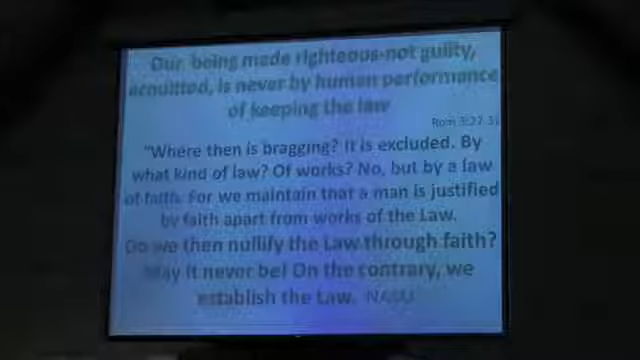 Our being made righteous-not guilty,
acquitted, is never by human performance
of keeping the law
Rom 3:27-31
"Where then is bragging? It is excluded. By
what kind of law? Of works? No, but by a law
of faith. For we maintain that a man is justified
by faith apart from works of the Law.
Do we then nullify the Law through faith?
May it never be! On the contrary, we
establish the Law. NASU